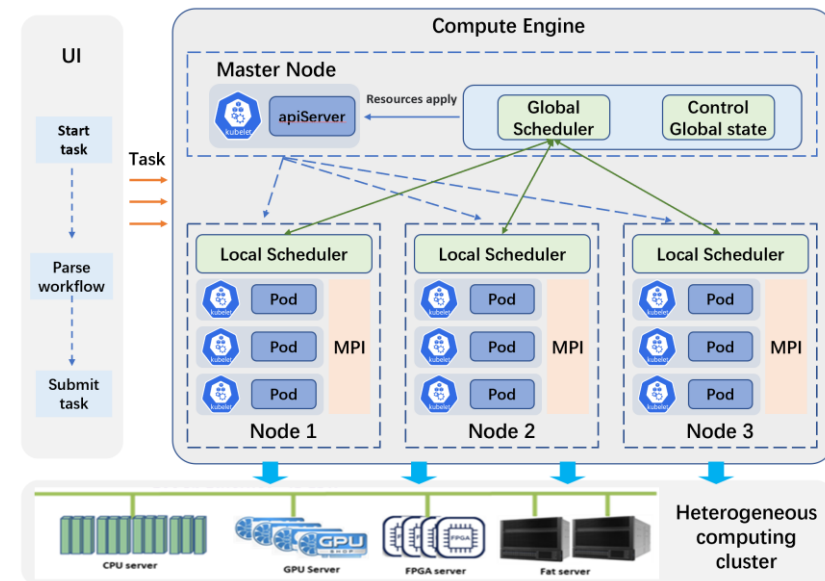 UI
Start
task
Parse
workflow
Submit
task
Task
Compute Engine
Master Node
kubelet
apiServer
Resources apply
Global
Scheduler
Control
Global state
Local Scheduler
kubelet
Pod
kubelet
Pod
kubelet
Pod
MPI
Node 1
Local Scheduler
kubelet
Pod
kubelet
Pod
kubelet
Pod
MPI
Node 2
Local Scheduler
kubelet
Pod
kubelet
Pod
kubelet
Pod
MPI
Node 3
CPU server
GPU
SHOP
GPU Server
FPGA
FPGA server
Fat server
Heterogeneous
computing
cluster